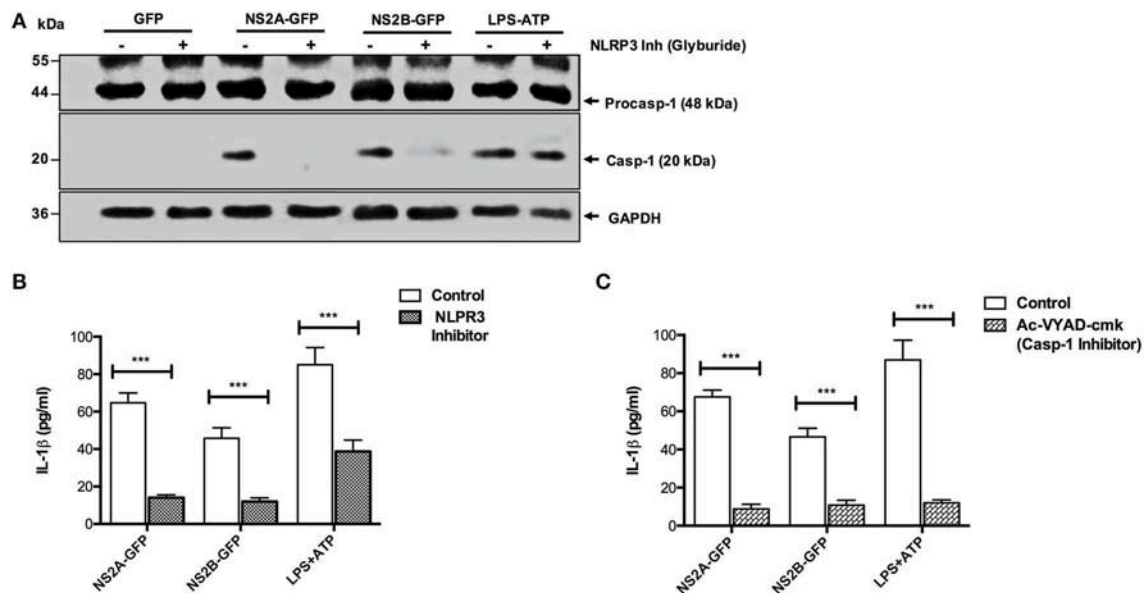 A
kDa
GFP NS2A-GFP NS2B-GFP LPS-ATP
- + - + - + - + NLRP3 Inh (Glyburide)
55
44
Procasp-1 (48 kDa)
20
Casp-1 (20 kDa)
36
GAPDH
B
Control
NLPR3
Inhibitor
***
***
***
100
80
60
40
20
0
IL-1β (pg/ml)
NS2A-GFP
NS2B-GFP
LPS+ATP
C
Control
Ac-VYAD-cmk
(Casp-1 Inhibitor)
***
***
***
100
80
60
40
20
0
IL-1β (pg/ml)
NS2A-GFP
NS2B-GFP
LPS+ATP